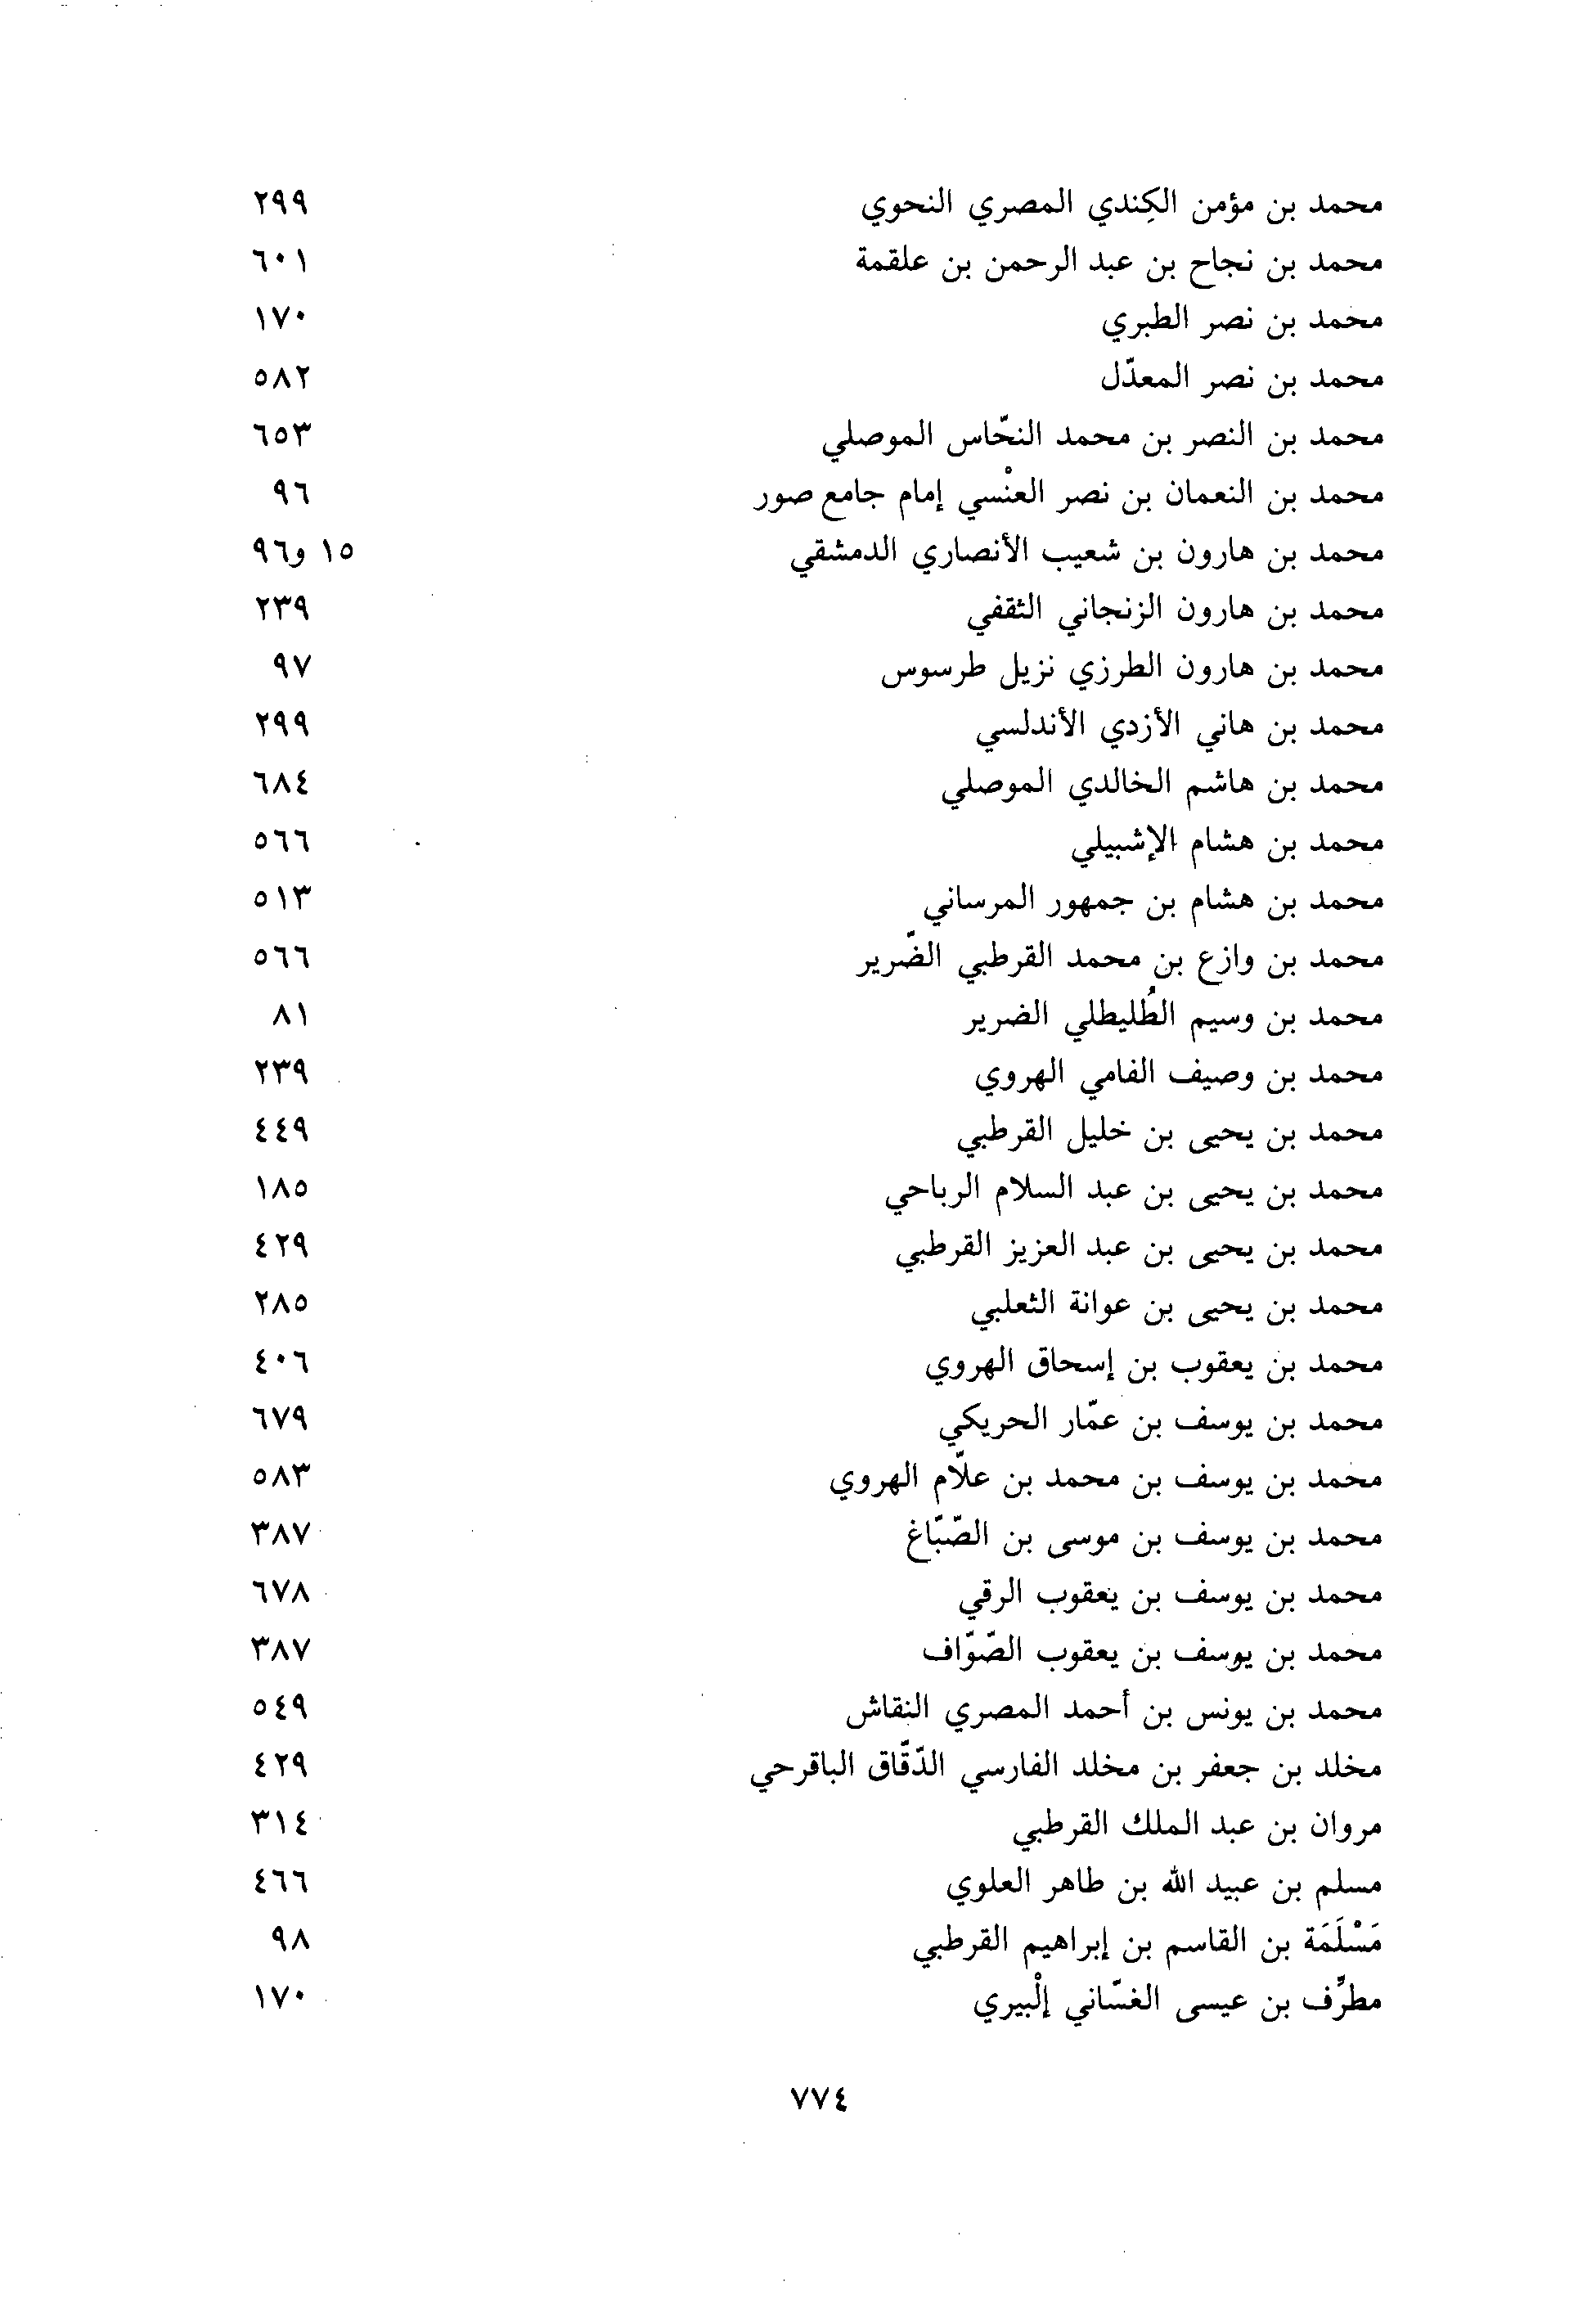 محمد بن مؤمن الكِندي المصري النحوي ٢٩٩
محمد بن نجاح بن عبد الرحمن بن علقمة ٦٠١
محمد بن نصر الطبري ١٧٠
محمد بن نصر المعدّل ٥٨٢
محمد بن النصر بن محمد النحّاس الموصلي ٦٥٣
محمد بن النعمان بن نصر العنْسي إمام جامع صور ٩٦
محمد بن هارون بن شعيب الأنصاري الدمشقي ١٥ و٩٦
محمد بن هارون الزنجاني الثقفي ٢٣٩
محمد بن هارون الطرزي نزيل طرسوس ٩٧
محمد بن هاني الأزدي الأندلسي ٢٩٩
محمد بن هاشم الخالدي الموصلي ٦٨٤
محمد بن هشام الإشبيلي ٥٦٦
محمد بن هشام بن جمهور المرساني ٥١٣
محمد بن وازع بن محمد القرطبي الضّرير ٥٦٦
محمد بن وسيم الطُليطلي الضرير ٨١
محمد بن وصيف الفامي الهروي ٢٣٩
محمد بن يحيى بن خليل القرطبي ٤٤٩
محمد بن يحيى بن عبد السلام الرباحي ١٨٥
محمد بن يحيى بن عبد العزيز القرطبي ٤٢٩
محمد بن يحيى بن عوانة الثعلبي ٢٨٥
محمد بن يعقوب بن إسحاق الهروي ٤٠٦
محمد بن يوسف بن عمّار الحريكي ٦٧٩
محمد بن يوسف بن محمد بن علّام الهروي ٥٨٣
محمد بن يوسف بن موسى بن الصّبّاغ ٣٨٧
محمد بن يوسف بن يعقوب الرقي ٦٧٨
محمد بن يوسف بن يعقوب الصّوّاف ٣٨٧
محمد بن يونس بن أحمد المصري النقاش ٥٤٩
مخلد بن جعفر بن مخلد الفارسي الدّقّاق الباقرحي ٤٢٩
مروان بن عبد الملك القرطبي ٣١٤
مسلم بن عبيد الله بن طاهر العلوي ٤٦٦
مَسْلَمَة بن القاسم بن إبراهيم القرطبي ٩٨
مطرِّف بن عيسى الغسّاني إلْبيري ١٧٠
٧٧٤